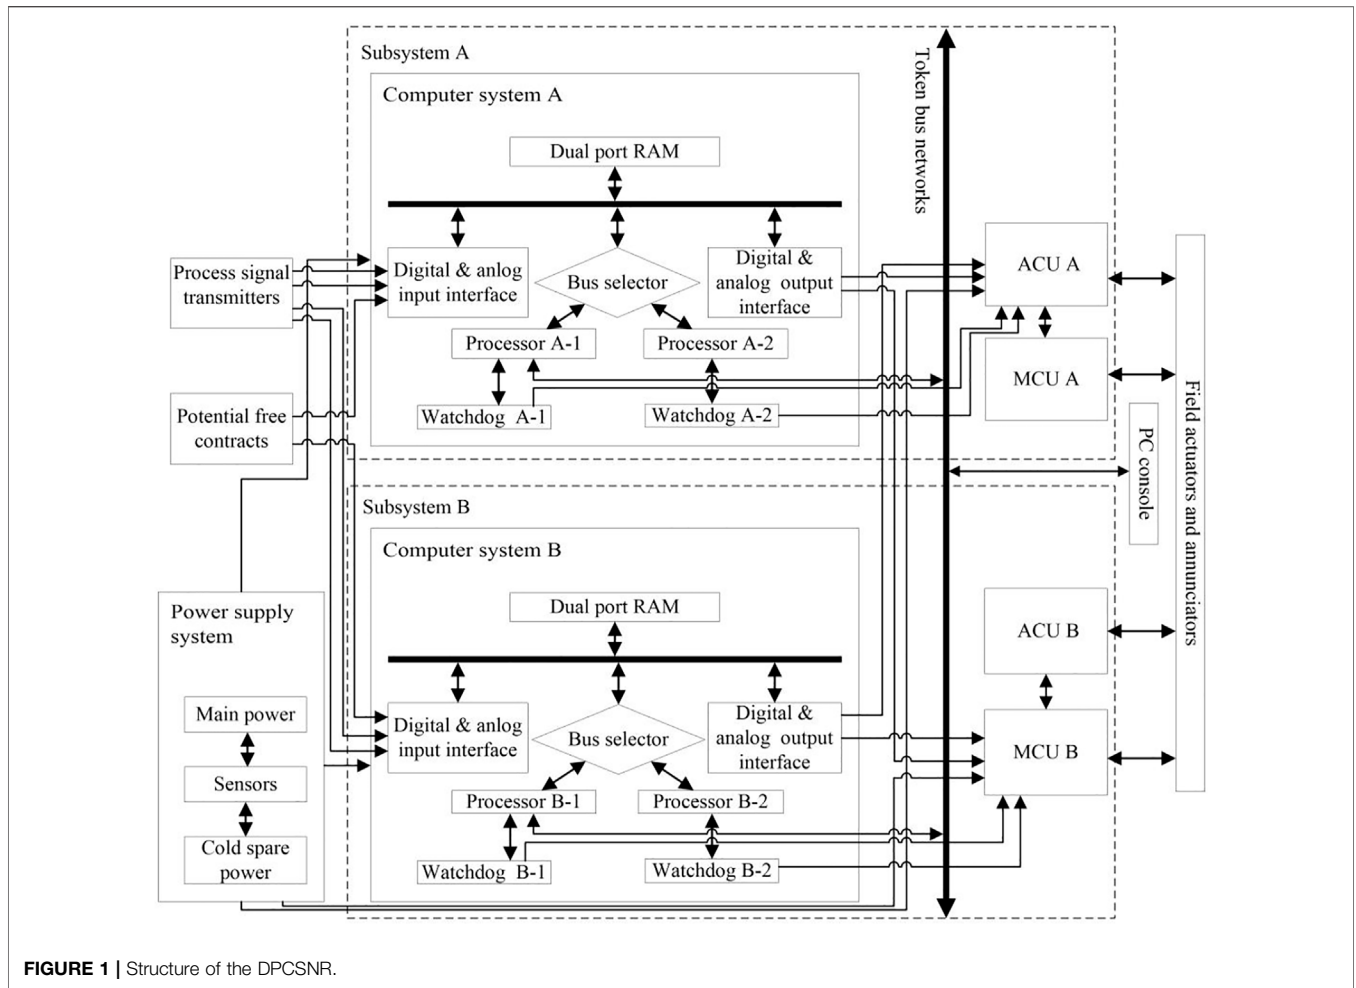 Subsystem A
Computer system A
Dual port RAM
Token bus networks
Process signal
transmitters
Digital & anlog
input interface
Bus selector
Digital &
analog output
interface
ACU A
Processor A-1
Processor A-2
MCU A
Watchdog A-1
Watchdog A-2
Potential free
contracts
PC console
Field actuators and annunciators
Subsystem B
Computer system B
Dual port RAM
Power supply
system
ACU B
Main power
Digital & anlog
input interface
Bus selector
Digital &
analog output
interface
MCU B
Sensors
Processor B-1
Processor B-2
Cold spare
power
Watchdog B-1
Watchdog B-2
FIGURE 1 | Structure of the DPCSNR.